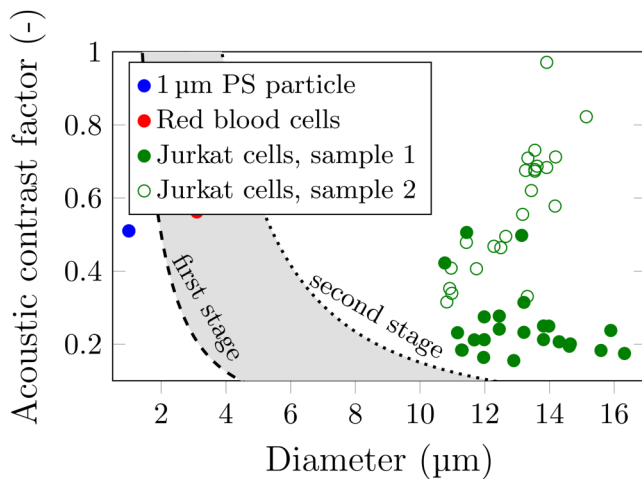 Acoustic contrast factor (-)
1
0.8
0.6
0.4
0.2
1 µm PS particle
Red blood cells
Jurkat cells, sample 1
Jurkat cells, sample 2
first stage
second stage
2
4
6
8
10
12
14
16
Diameter (µm)